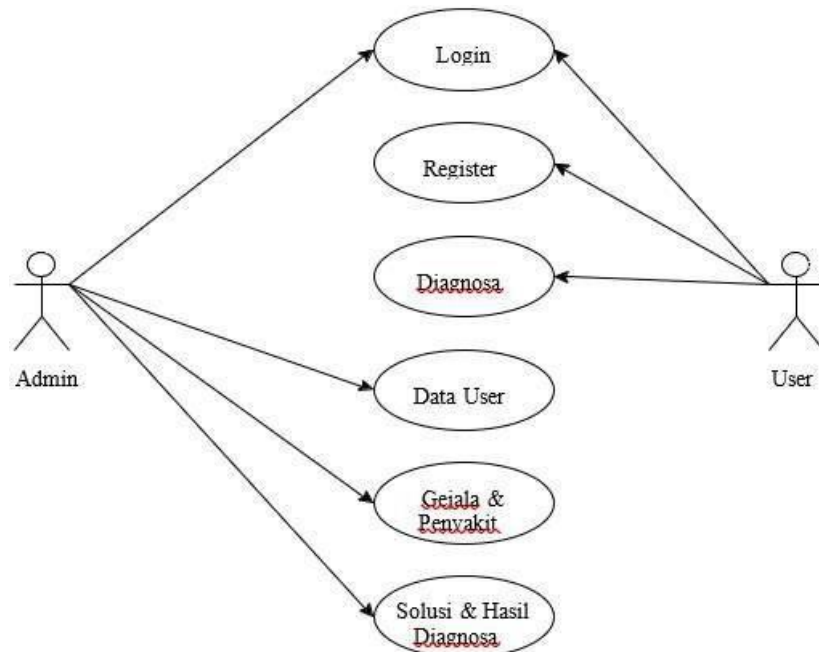 Login
Register
Diagnosa
Admin
User
Data User
Gejala &
Penyakit
Solusi & Hasil
Diagnosa